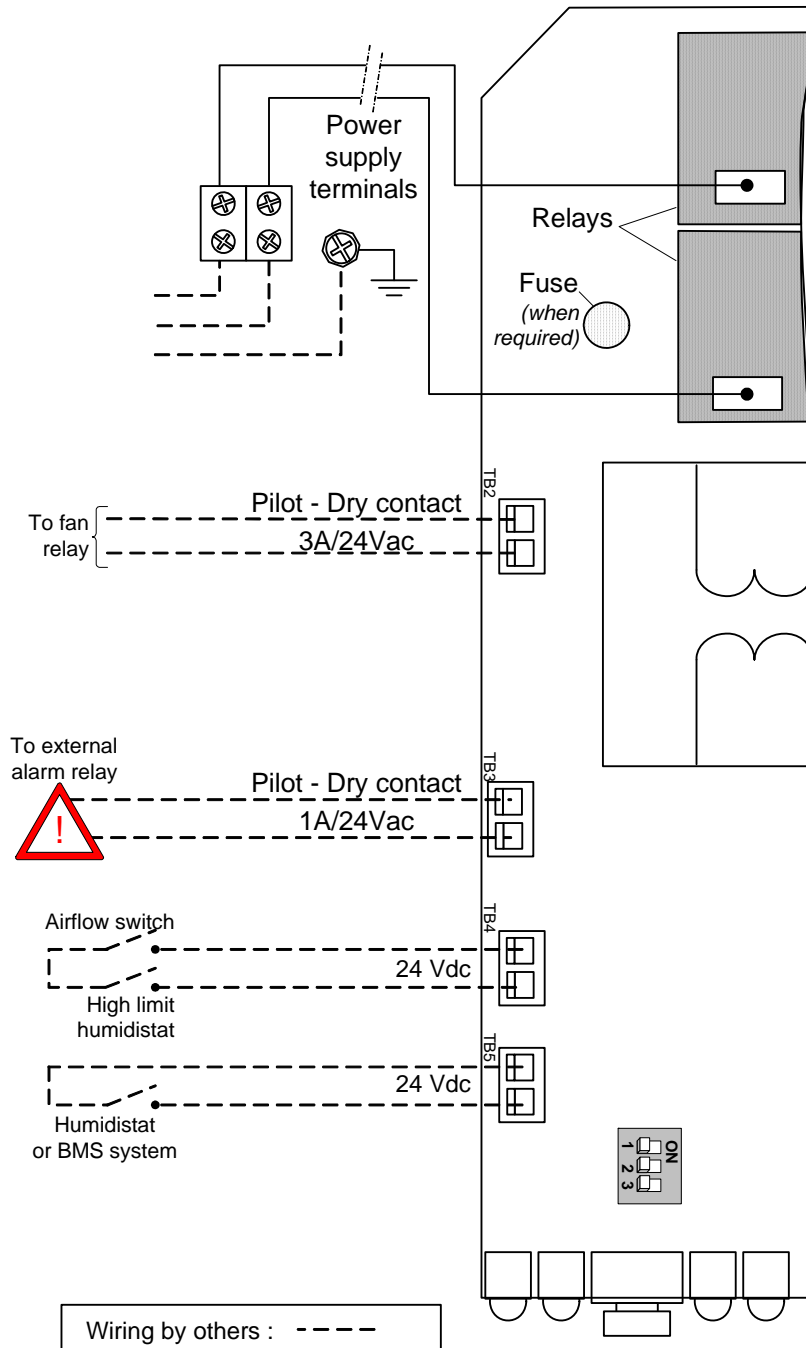 Power
supply
terminals
Relays
Fuse
(when
required)
TB2
Pilot - Dry contact
To fan
relay
3A/24Vac
To external
alarm relay
TB3
Pilot - Dry contact
1A/24Vac
!
Airflow switch
TB4
24 Vdc
High limit
humidistat
TB5
24 Vdc
Humidistat
or BMS system
ON
1
2
3
Wiring by others :